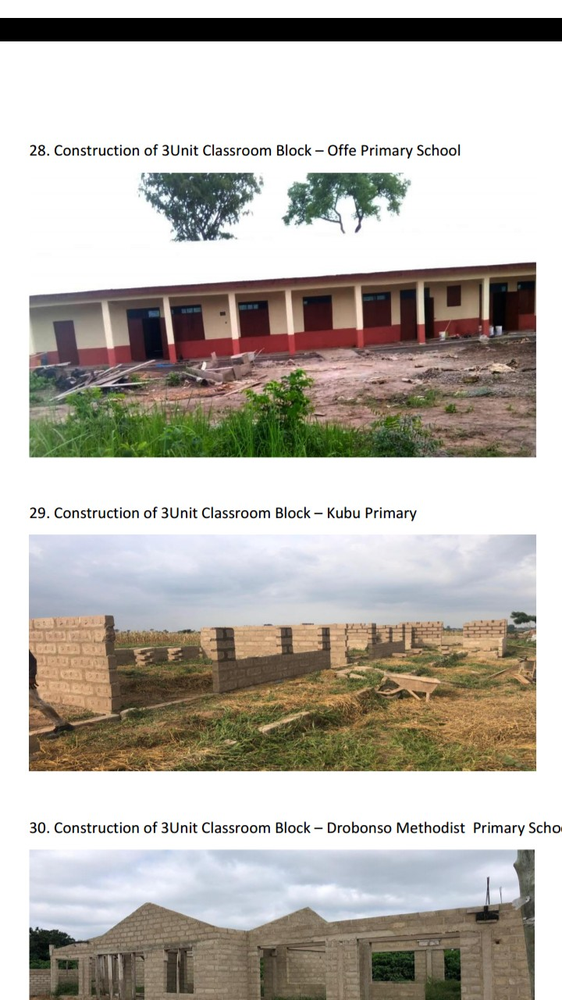 28. Construction of 3Unit Classroom Block – Offe Primary School
29. Construction of 3Unit Classroom Block – Kubu Primary
30. Construction of 3Unit Classroom Block – Drobonso Methodist  Primary Scho